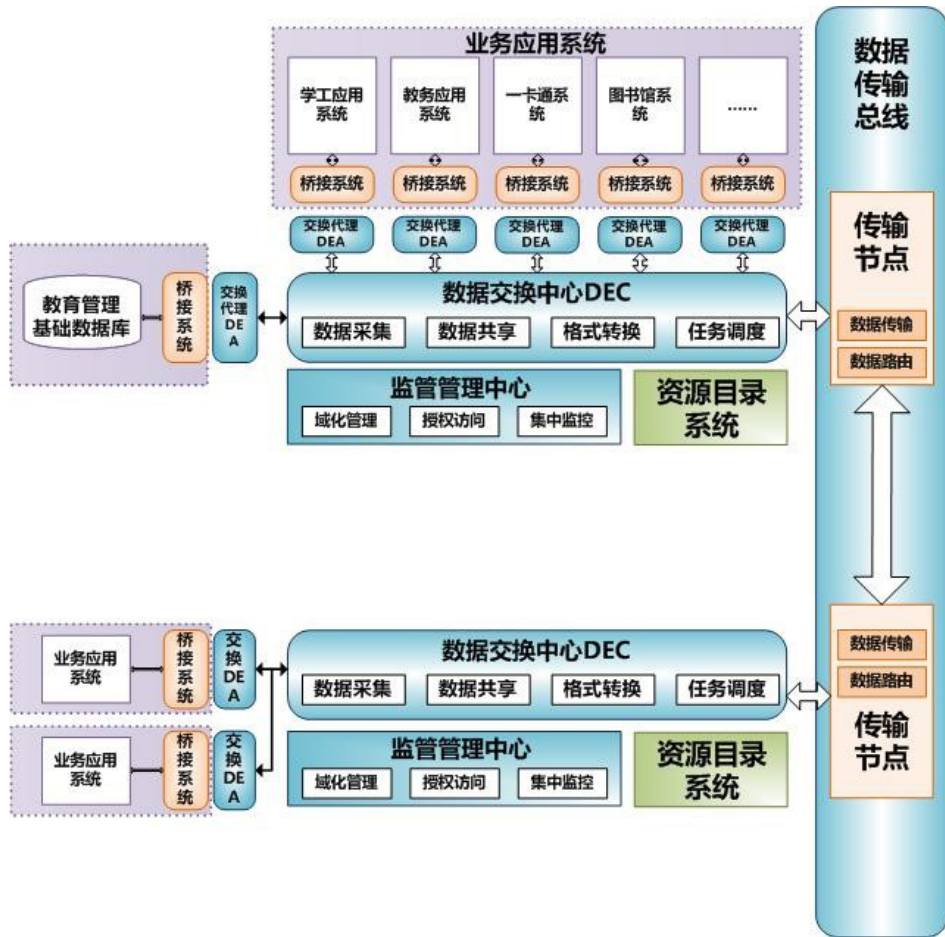 业务应用系统
学工应用
系统
教务应用
系统
一卡通系
统
图书馆系
统
……
桥接系统
桥接系统
桥接系统
桥接系统
桥接系统
交换代理
DEA
交换代理
DEA
交换代理
DEA
交换代理
DEA
交换代理
DEA
教育管理
基础数据库
桥
接
系
统
交换
代理
DE
A
数据交换中心DEC
数据采集
数据共享
格式转换
任务调度
监管管理中心
域化管理
授权访问
集中监控
资源目录
系统
数据
传输
总线
传输
节点
数据传输
数据路由
业务应用
系统
桥
接
系
统
交
换
DE
A
业务应用
系统
桥
接
系
统
交
换
DE
A
数据交换中心DEC
数据采集
数据共享
格式转换
任务调度
监管管理中心
域化管理
授权访问
集中监控
资源目录
系统
数据传输
数据路由
传输
节点